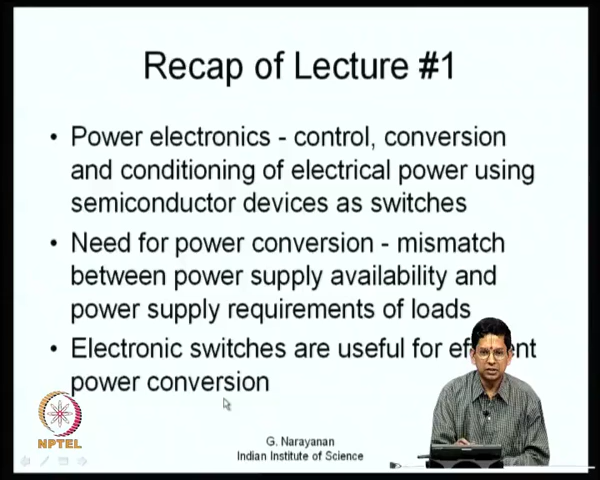 Recap of Lecture #1
• Power electronics - control, conversion
and conditioning of electrical power using
semiconductor devices as switches
• Need for power conversion - mismatch
between power supply availability and
power supply requirements of loads
• Electronic switches are useful for
power conversion
NPTEL
G. Narayanan
Indian Institute of Science